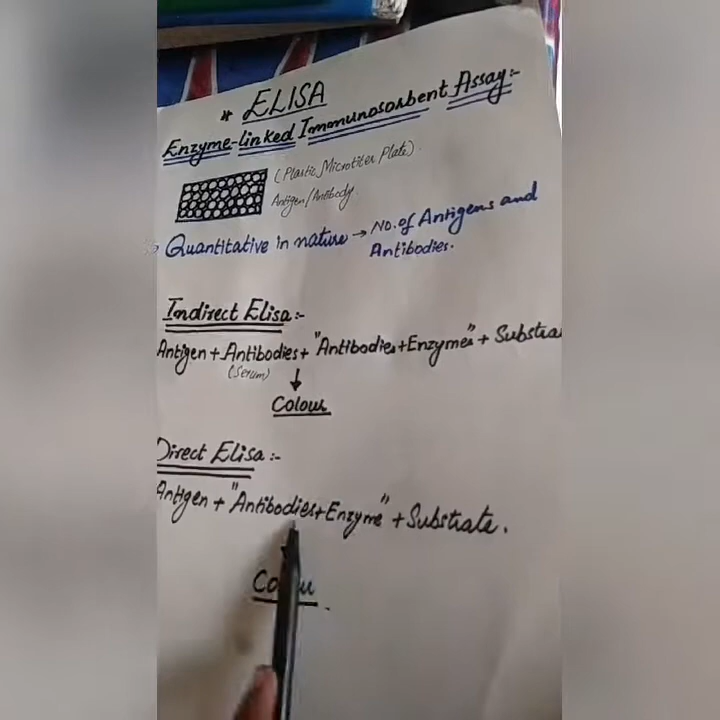 * ELISA
Enzyme-linked Immunosorbent Assay:-
(Plastic Microtiter Plate).
Antigen/Antibody.
Quantitative in nature → No. of Antigens and
Antibodies.
Indirect Elisa:-
Antigen + Antibodies + "Antibodies+Enzyme" + Substra
(Serum)
↓
Colour
Direct Elisa :-
Antigen + "Antibodies+Enzyme" + Substrate.